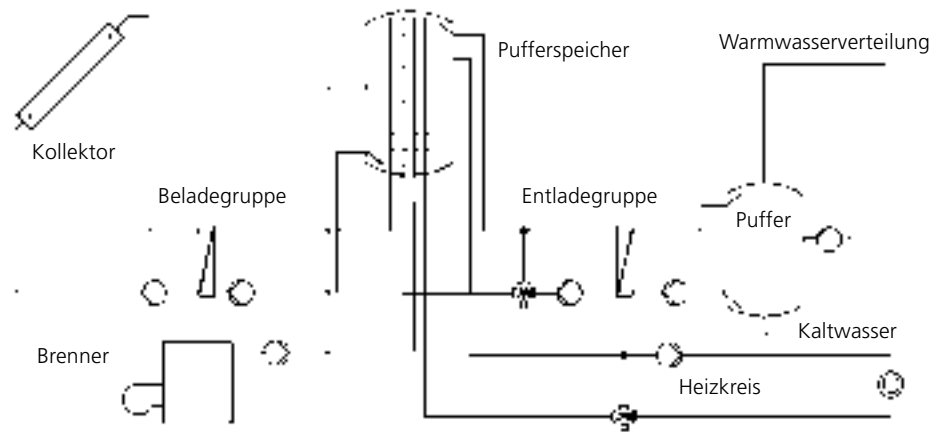 Pufferspeicher
Warmwasserverteilung
Kollektor
Beladegruppe
Entladegruppe
Puffer
Kaltwasser
Brenner
Heizkreis